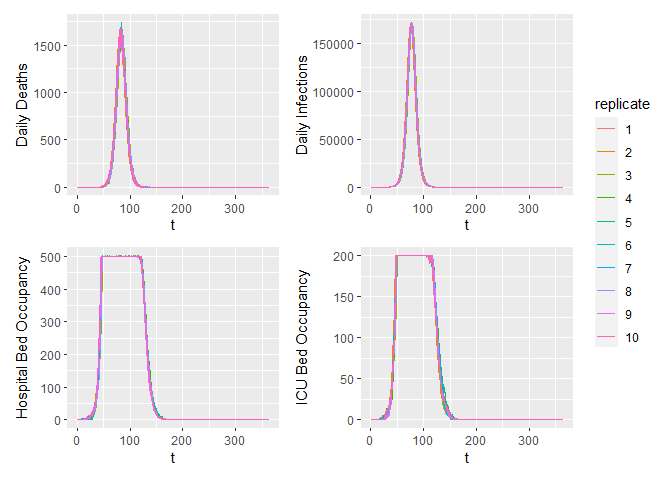 Daily Deaths
1500
1000
500
0
0 100 200 300
t
Daily Infections
150000
100000
50000
0
0 100 200 300
t
Hospital Bed Occupancy
500
400
300
200
100
0
0 100 200 300
t
ICU Bed Occupancy
200
150
100
50
0
0 100 200 300
t
replicate
1
2
3
4
5
6
7
8
9
10